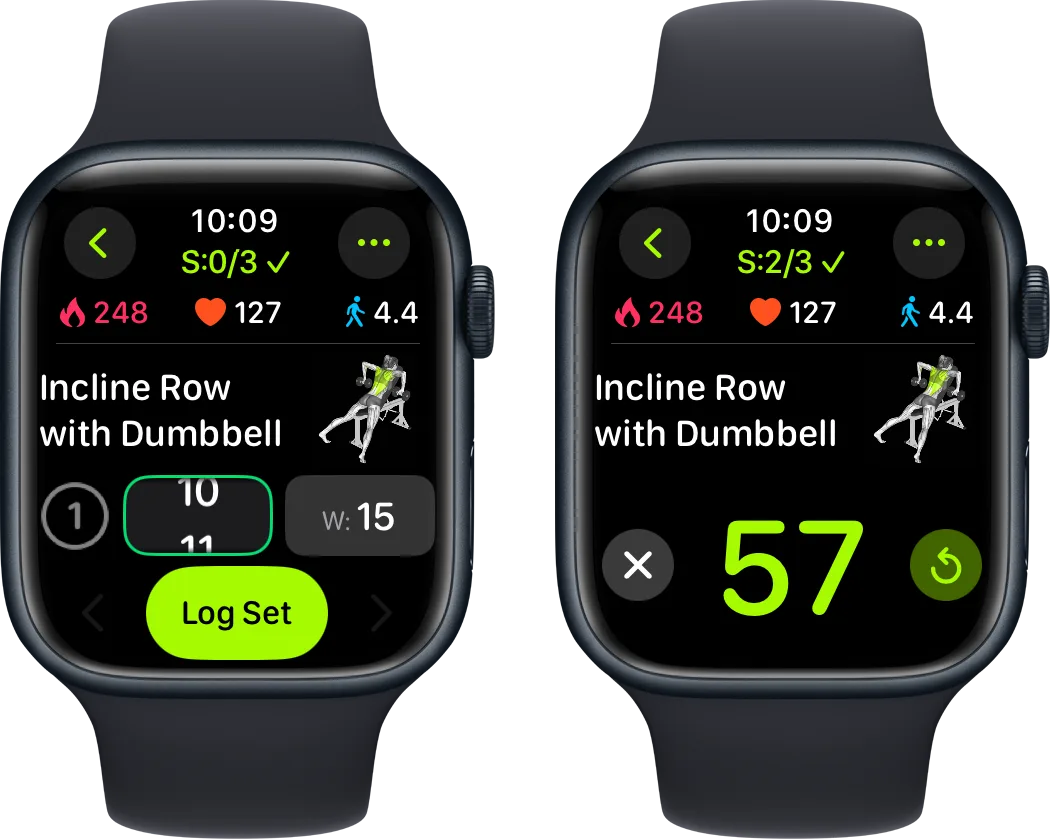 10:09
S:0/3 ✓
248 127 4.4
Incline Row
with Dumbbell
10
1 W: 15
11
Log Set
10:09
S:2/3 ✓
248 127 4.4
Incline Row
with Dumbbell
57